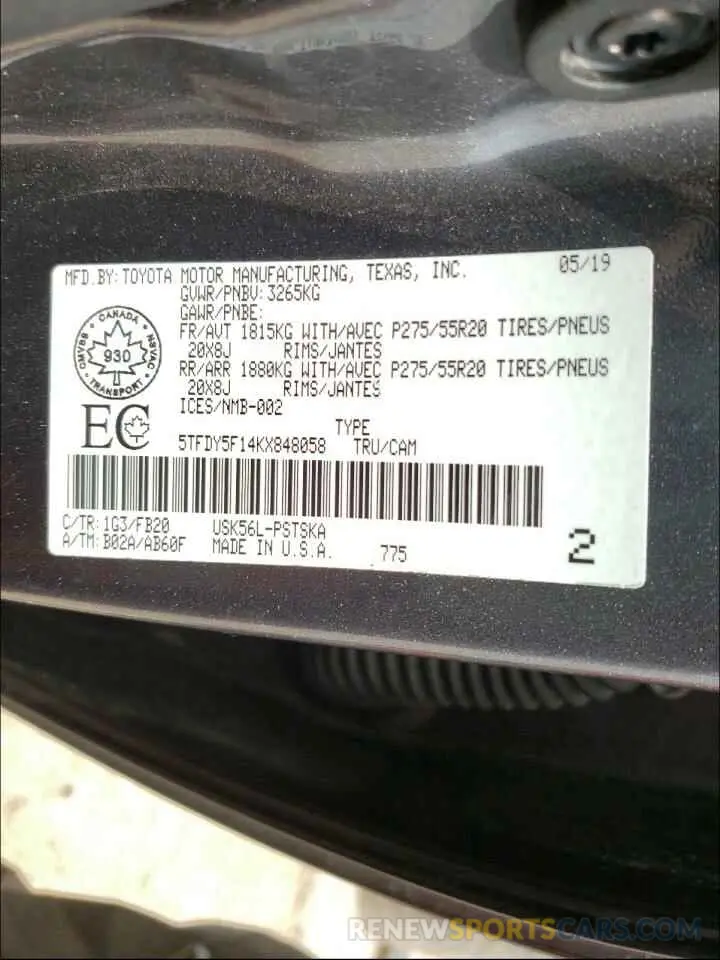 MFD.BY:TOYOTA MOTOR MANUFACTURING, TEXAS, INC. 05/19
GVWR/PNBV:3265KG
GAWR/PNBE:
FR/AVT 1815KG WITH/AVEC P275/55R20 TIRES/PNEUS
20X8J RIMS/JANTES
RR/ARR 1880KG WITH/AVEC P275/55R20 TIRES/PNEUS
20X8J RIMS/JANTES
ICES/NMB-002
CANADA
CMVSS NSVAC
930
TRANSPORT
EC
TYPE
5TFDY5F14KX848058 TRU/CAM
C/TR:1G3/FB20 USK56L-PSTSKA
A/TM:B02A/AB60F MADE IN U.S.A. 775
2
RENEWSPORTSCARS.COM